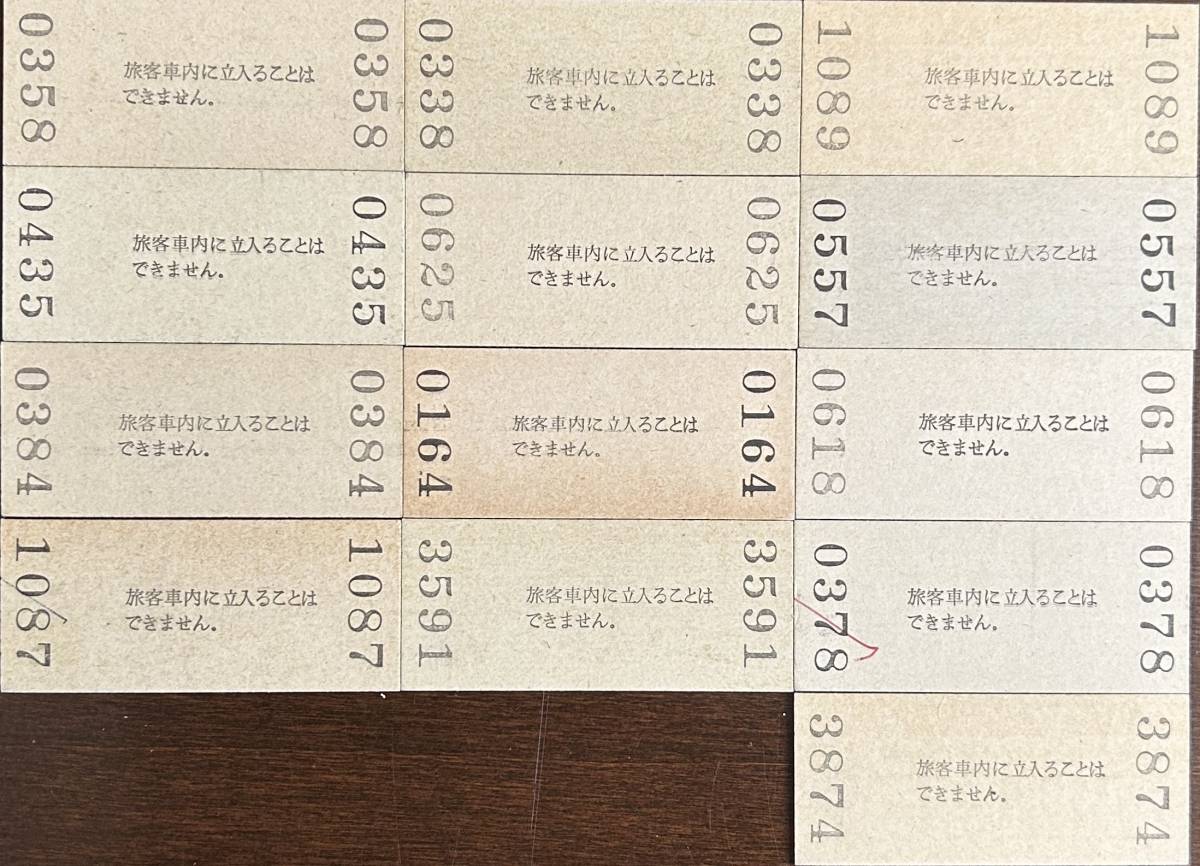 0358
旅客車内に立入ることは
できません。
0358
0338
旅客車内に立入ることは
できません。
0338
1089
旅客車内に立入ることは
できません。
1089
0435
旅客車内に立入ることは
できません。
0435
0625
旅客車内に立入ることは
できません。
0625
0557
旅客車内に立入ることは
できません。
0557
0384
旅客車内に立入ることは
できません。
0384
0164
旅客車内に立入ることは
できません。
0164
0618
旅客車内に立入ることは
できません。
0618
1087
旅客車内に立入ることは
できません。
1087
3591
旅客車内に立入ることは
できません。
3591
0378
旅客車内に立入ることは
できません。
0378
3874
旅客車内に立入ることは
できません。
3874